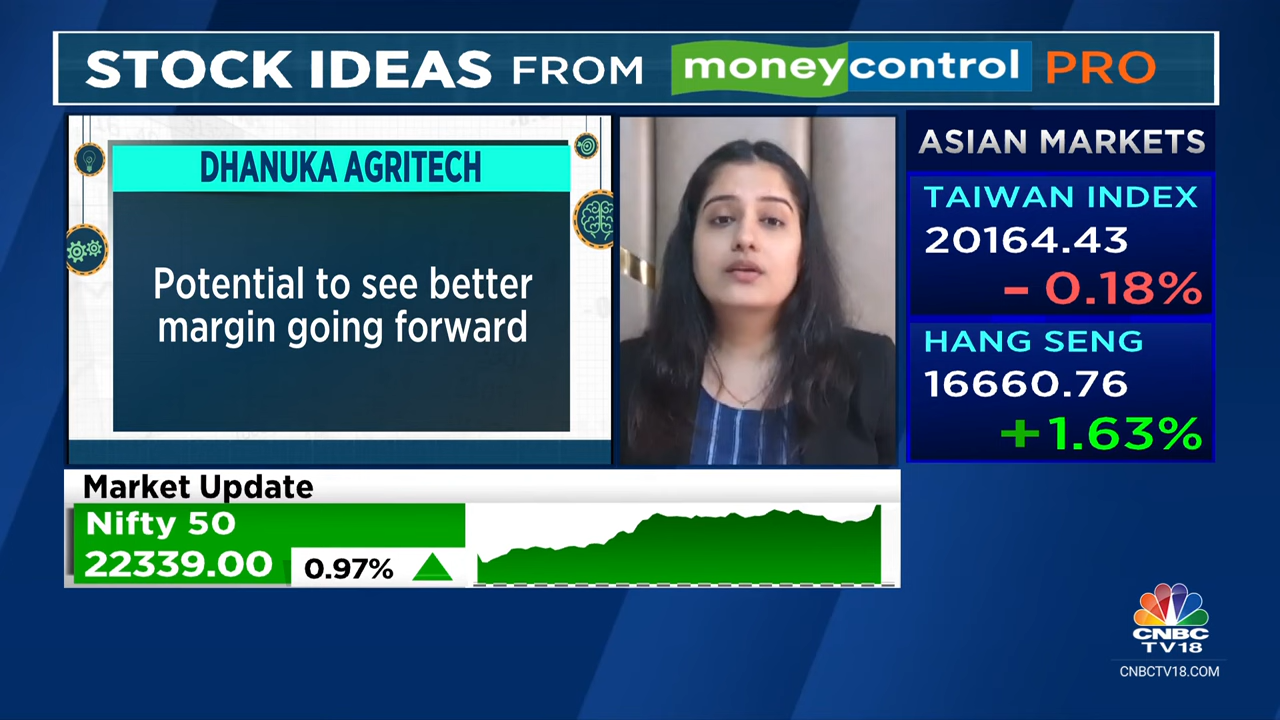 STOCK IDEAS FROM moneycontrol PRO
DHANUKA AGRITECH
Potential to see better
margin going forward
ASIAN MARKETS
TAIWAN INDEX
20164.43
- 0.18%
HANG SENG
16660.76
+1.63%
Market Update
Nifty 50
22339.00 0.97%
CNBC
TV18
CNBCTV18.COM